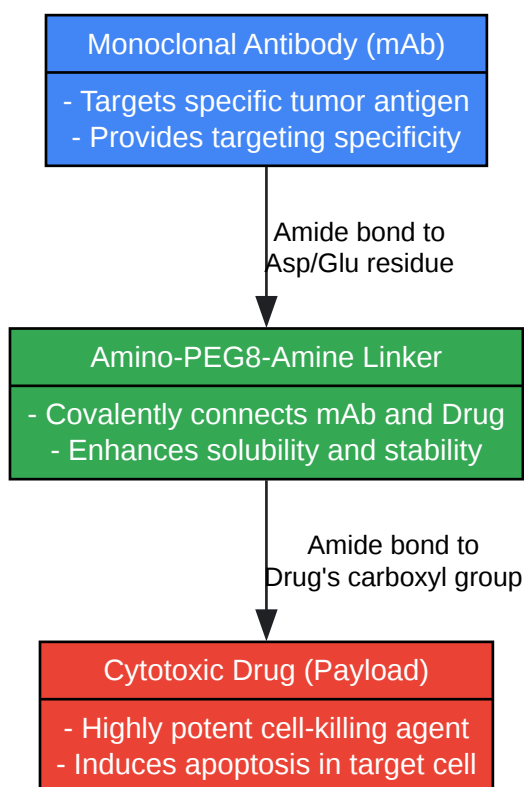 Monoclonal Antibody (mAb)
- Targets specific tumor antigen
- Provides targeting specificity
Amide bond to
Asp/Glu residue
Amino-PEG8-Amine Linker
- Covalently connects mAb and Drug
- Enhances solubility and stability
Amide bond to
Drug's carboxyl group
Cytotoxic Drug (Payload)
- Highly potent cell-killing agent
- Induces apoptosis in target cell